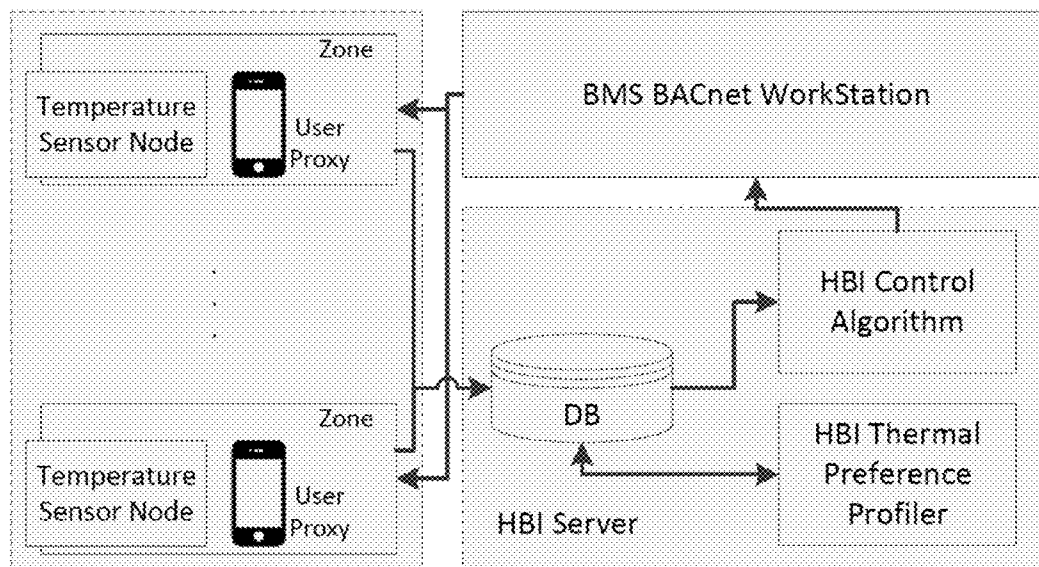 Zone
Temperature
Sensor Node
User
Proxy
BMS BACnet WorkStation
HBI Control
Algorithm
DB
HBI Thermal
Preference
Profiler
HBI Server
Zone
Temperature
Sensor Node
User
Proxy